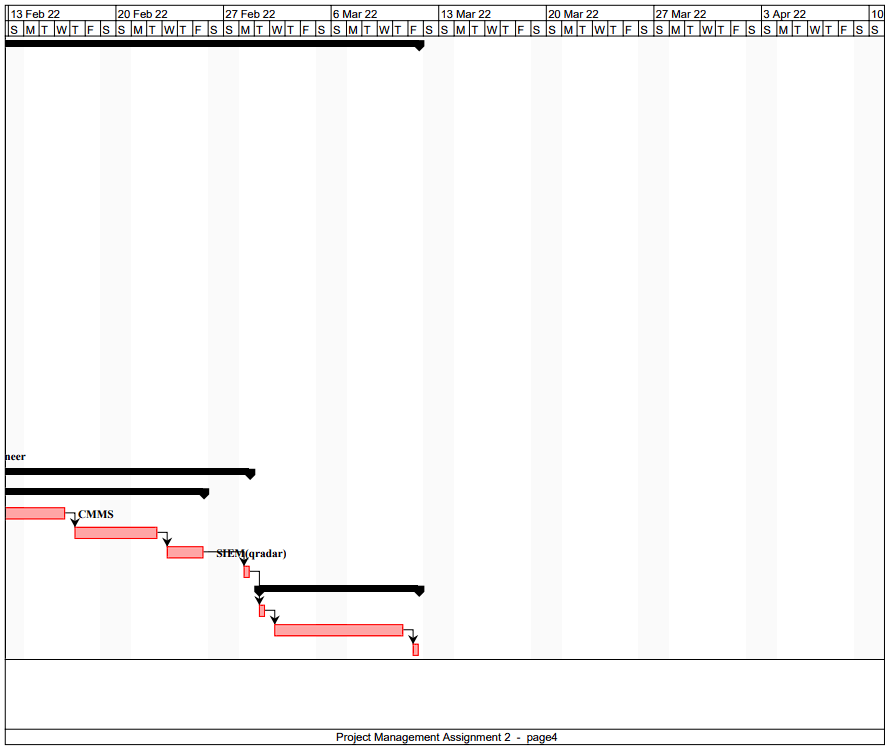 13 Feb 22 20 Feb 22 27 Feb 22 6 Mar 22 13 Mar 22 20 Mar 22 27 Mar 22 3 Apr 22 10
S M T W T F S S M T W T F S S M T W T F S S M T W T F S S M T W T F S S M T W T F S S M T W T F S S M T W T F S S
neer
CMMS
SIEM(qradar)
Project Management Assignment 2 - page4